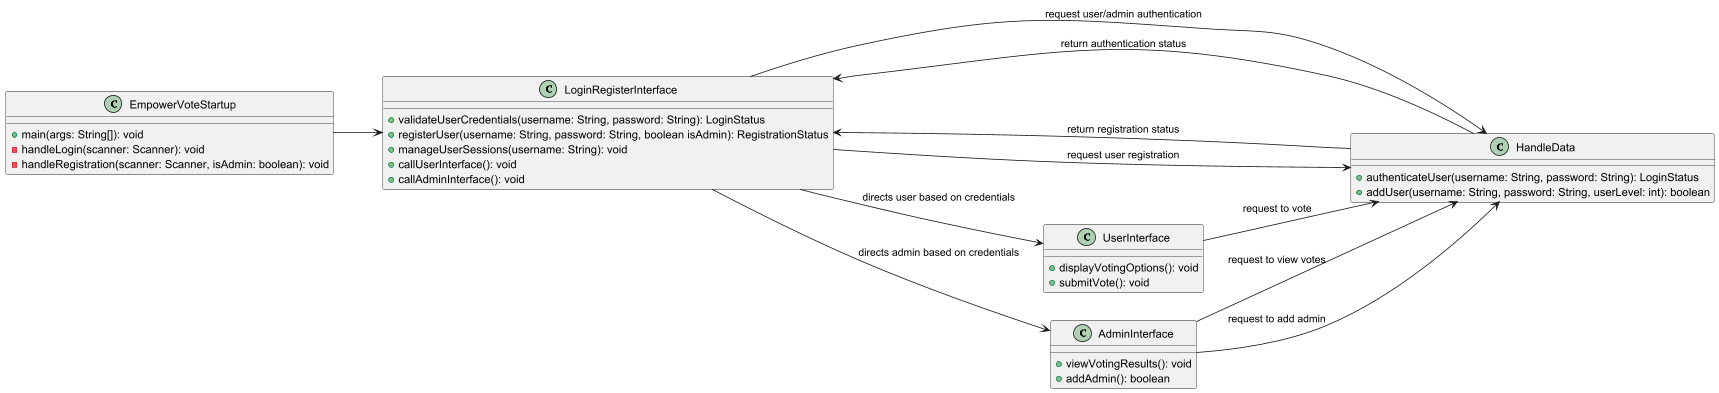 C EmpowerVoteStartup
main(args: String[]): void
handleLogin(scanner: Scanner): void
handleRegistration(scanner: Scanner, isAdmin: boolean): void
C LoginRegisterInterface
validateUserCredentials(username: String, password: String): LoginStatus
registerUser(username: String, password: String, boolean isAdmin): RegistrationStatus
manageUserSessions(username: String): void
callUserInterface(): void
callAdminInterface(): void
request user/admin authentication
return authentication status
return registration status
request user registration
directs user based on credentials
directs admin based on credentials
C UserInterface
displayVotingOptions(): void
submitVote(): void
C AdminInterface
viewVotingResults(): void
addAdmin(): boolean
request to vote
request to view votes
request to add admin
C HandleData
authenticateUser(username: String, password: String): LoginStatus
addUser(username: String, password: String, userLevel: int): boolean